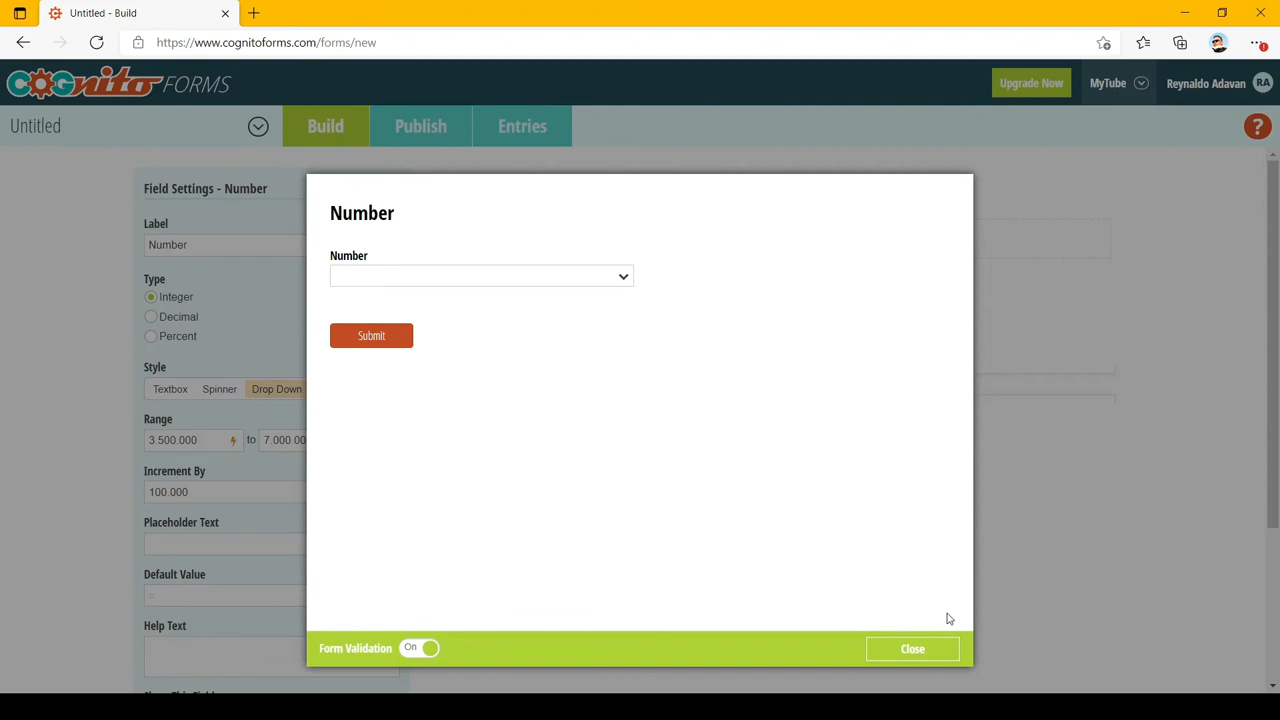 Untitled - Build
https://www.cognitoforms.com/forms/new
COGNITO FORMS
Upgrade Now
MyTube
Reynaldo Adavan
RA
Untitled
Build
Publish
Entries
?
Field Settings - Number
Label
Number
Type
Integer
Decimal
Percent
Style
Textbox
Spinner
Drop Down
Range
3.500.000
to
7.000.00
Increment By
100.000
Placeholder Text
Default Value
Help Text
Number
Number
Submit
Form Validation
On
Close